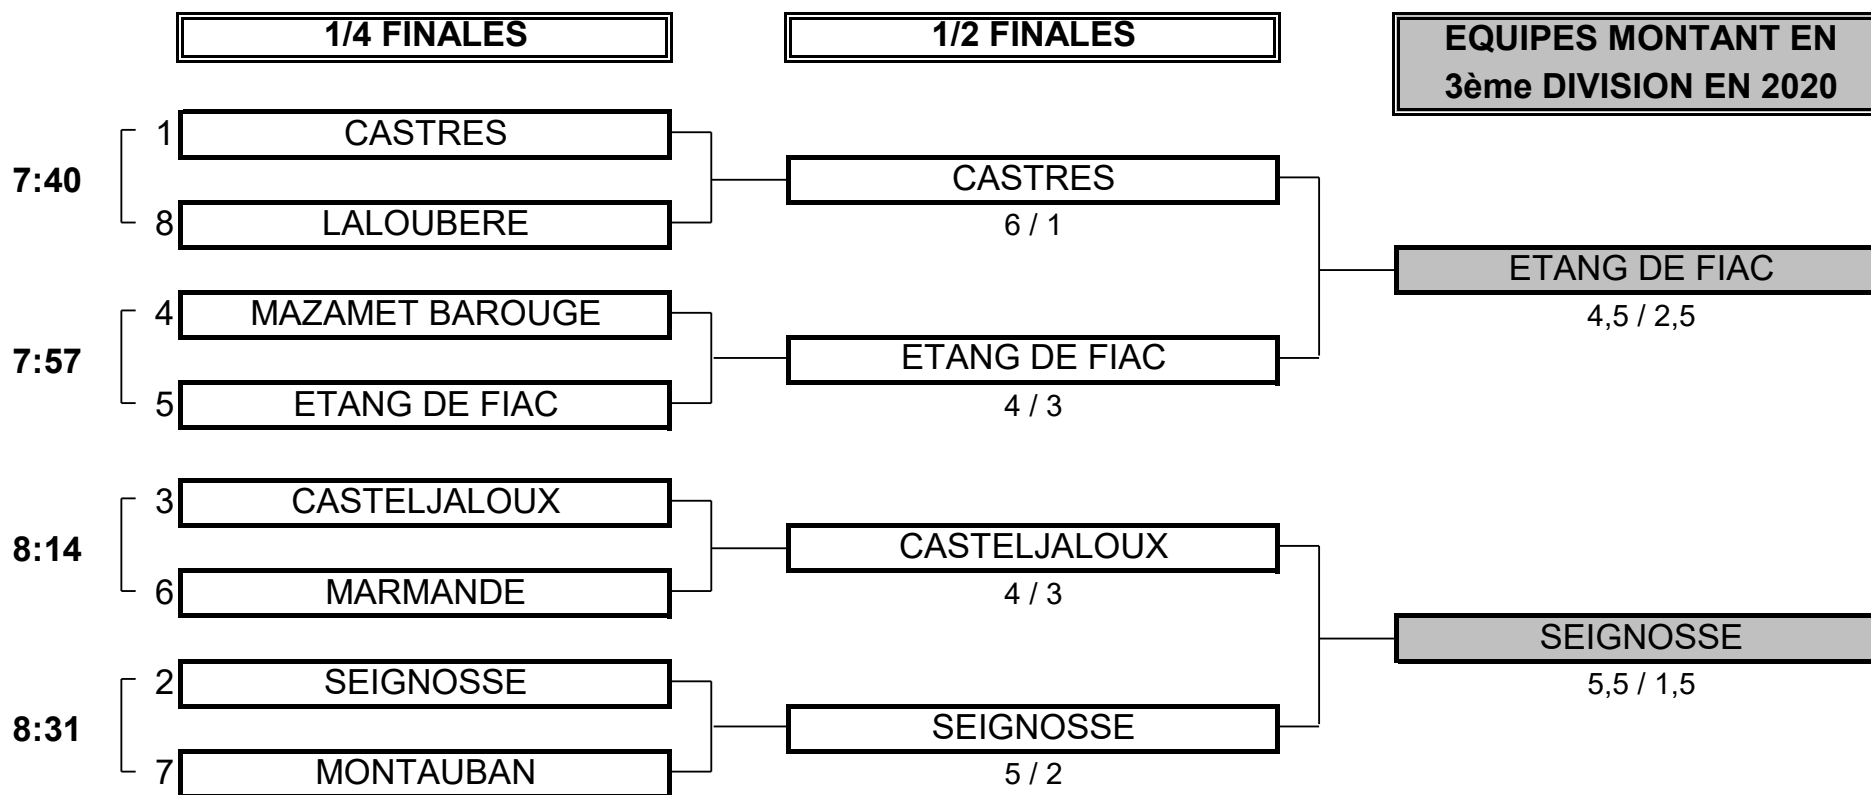 1/4 FINALES
1/2 FINALES
EQUIPES MONTANT EN
3ème DIVISION EN 2020
1 CASTRES
7:40
CASTRES
8 LALOUBERE
6 / 1
ETANG DE FIAC
4 MAZAMET BAROUGE
4,5 / 2,5
7:57
ETANG DE FIAC
5 ETANG DE FIAC
4 / 3
3 CASTELJALOUX
8:14
CASTELJALOUX
6 MARMANDE
4 / 3
SEIGNOSSE
2 SEIGNOSSE
5,5 / 1,5
8:31
SEIGNOSSE
7 MONTAUBAN
5 / 2